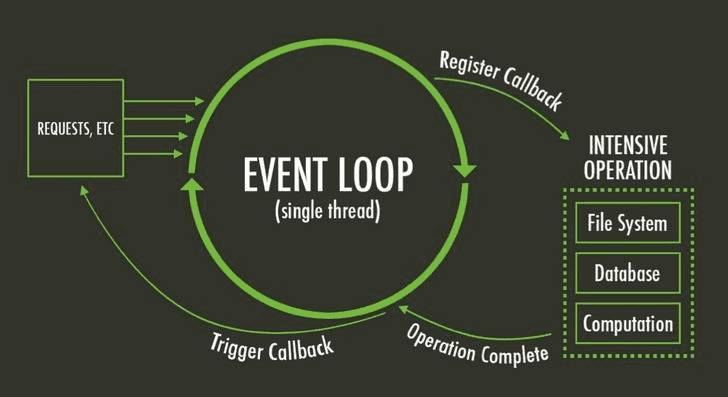 REQUESTS, ETC
EVENT LOOP
(single thread)
Register Callback
INTENSIVE
OPERATION
File System
Database
Computation
Operation Complete
Trigger Callback